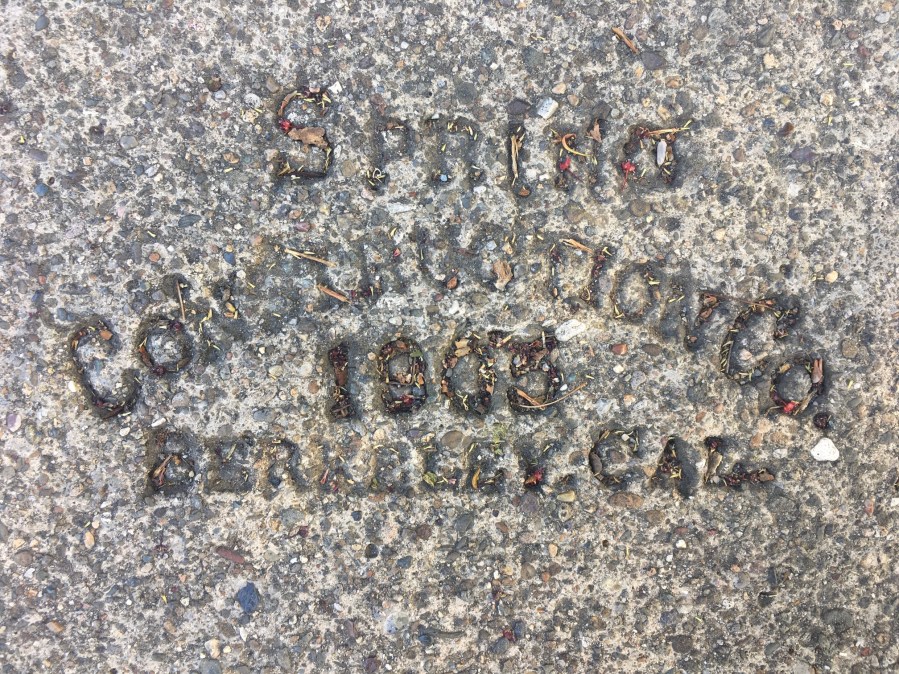 SPRING
CONSTRUCTION CO.
BERKELEY, CAL.